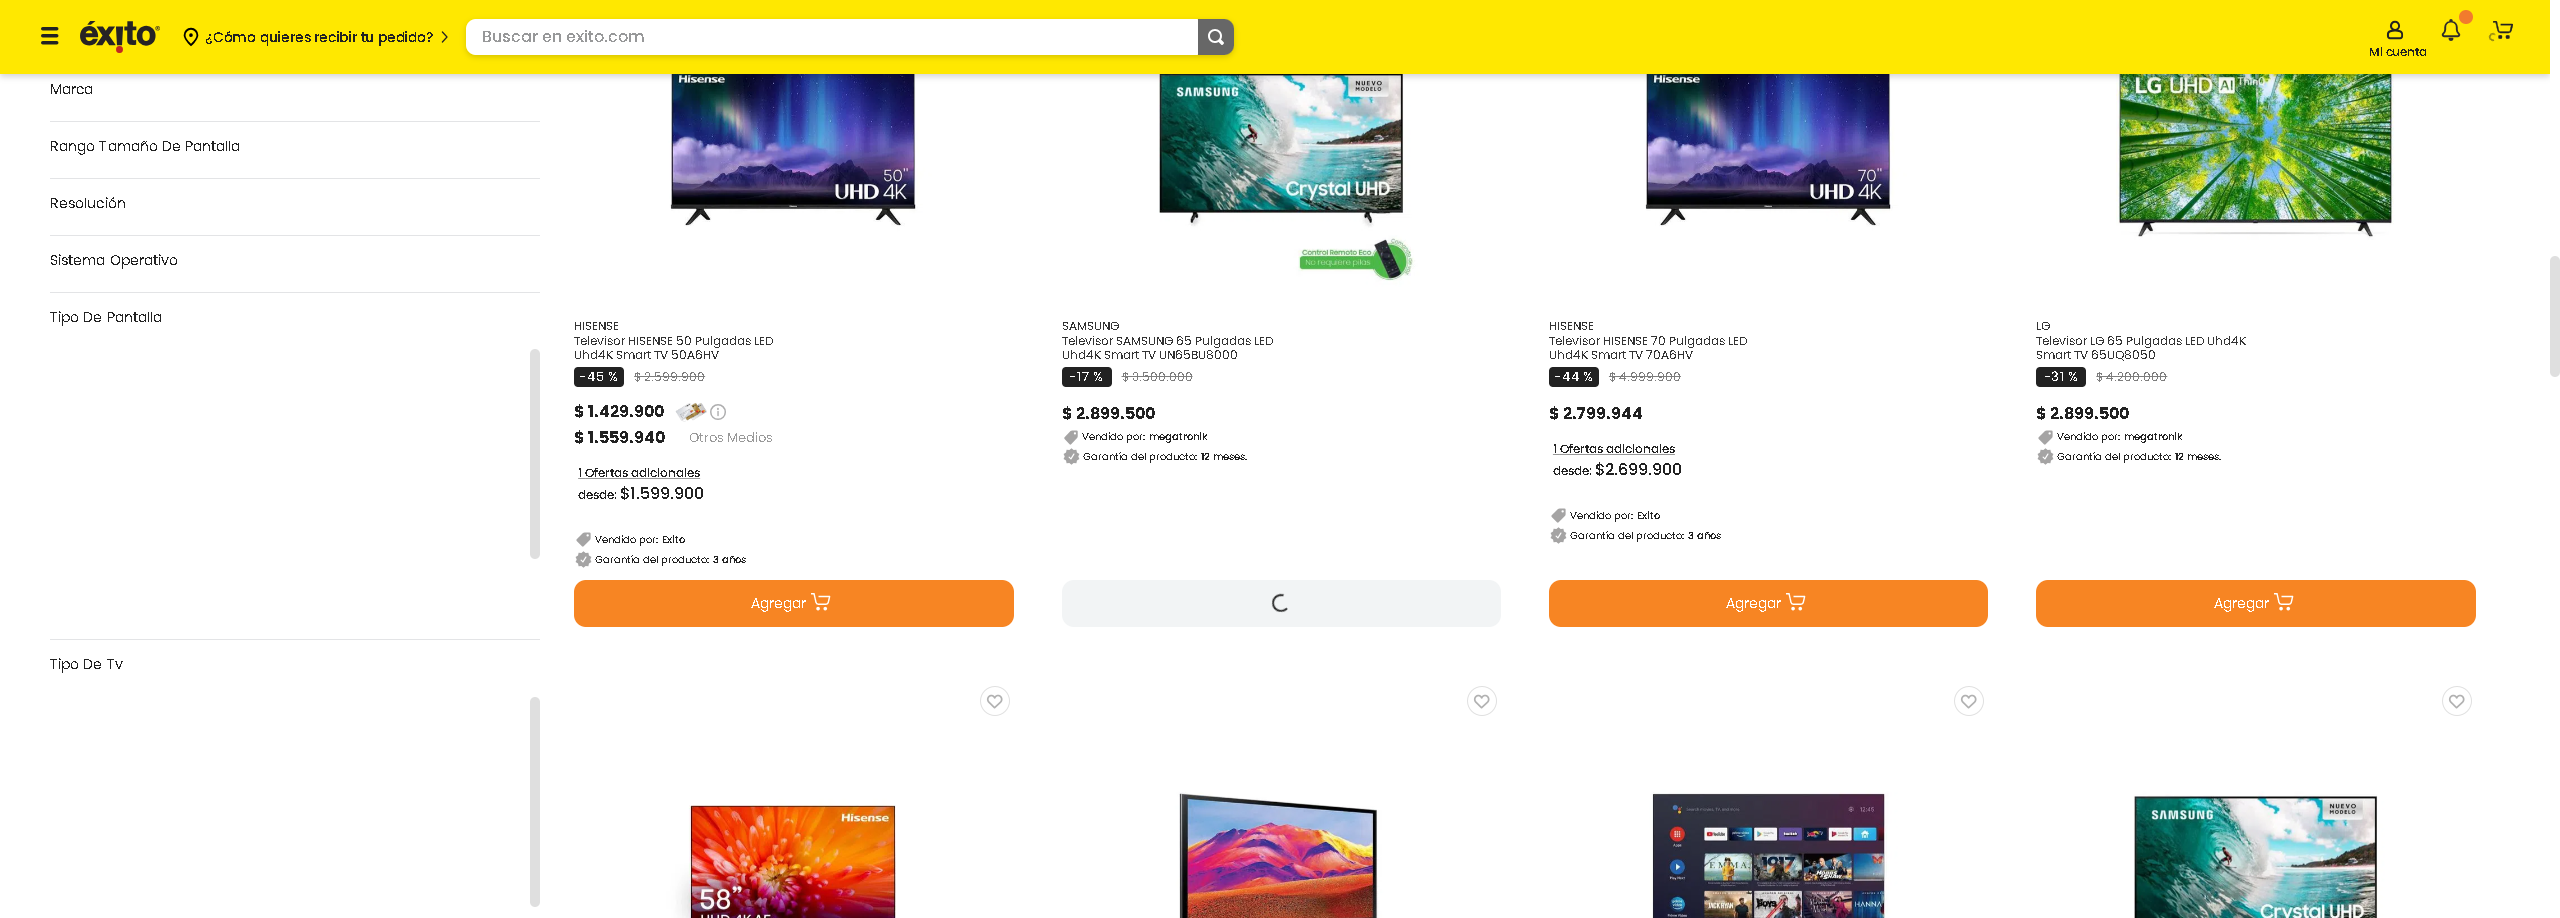 éxito
¿Cómo quieres recibir tu pedido?
Buscar en exito.com
Mi cuenta
Marca
Rango Tamaño De Pantalla
Resolución
Sistema Operativo
Tipo De Pantalla
Tipo De Tv
Hisense
50"
UHD 4K
SAMSUNG
NUEVO
MODELO
Crystal UHD
Control Remoto Eco
No requiere pilas
Hisense
70"
UHD 4K
LG UHD AI ThinQ
HISENSE
Televisor HISENSE 50 Pulgadas LED
Uhd4K Smart TV 50A6HV
-45 % $ 2.599.900
$ 1.429.900
$ 1.559.940 Otros Medios
1 Ofertas adicionales
desde: $1.599.900
Vendido por: Exito
Garantía del producto: 3 años
Agregar
SAMSUNG
Televisor SAMSUNG 65 Pulgadas LED
Uhd4K Smart TV UN65BU8000
-17 % $ 3.500.000
$ 2.899.500
Vendido por: megatronik
Garantía del producto: 12 meses.
HISENSE
Televisor HISENSE 70 Pulgadas LED
Uhd4K Smart TV 70A6HV
-44 % $ 4.999.900
$ 2.799.944
1 Ofertas adicionales
desde: $2.699.900
Vendido por: Exito
Garantía del producto: 3 años
Agregar
LG
Televisor LG 65 Pulgadas LED Uhd4K
Smart TV 65UQ8050
-31 % $ 4.200.000
$ 2.899.500
Vendido por: megatronik
Garantía del producto: 12 meses.
Agregar
Hisense
58"
UHD 4K A6
12:45
EMMA.
1017
HANNA
SAMSUNG
NUEVO
MODELO
Crystal UHD